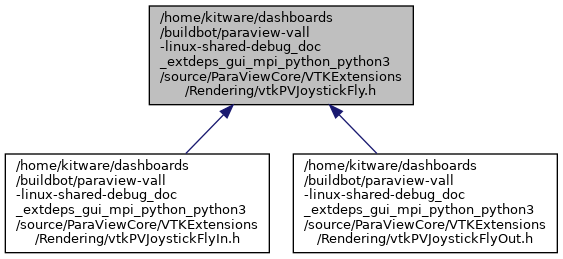 /home/kitware/dashboards
/buildbot/paraview-vall
-linux-shared-debug_doc
_extdeps_gui_mpi_python_python3
/source/ParaViewCore/VTKExtensions
/Rendering/vtkPVJoystickFly.h
/home/kitware/dashboards
/buildbot/paraview-vall
-linux-shared-debug_doc
_extdeps_gui_mpi_python_python3
/source/ParaViewCore/VTKExtensions
/Rendering/vtkPVJoystickFlyIn.h
/home/kitware/dashboards
/buildbot/paraview-vall
-linux-shared-debug_doc
_extdeps_gui_mpi_python_python3
/source/ParaViewCore/VTKExtensions
/Rendering/vtkPVJoystickFlyOut.h